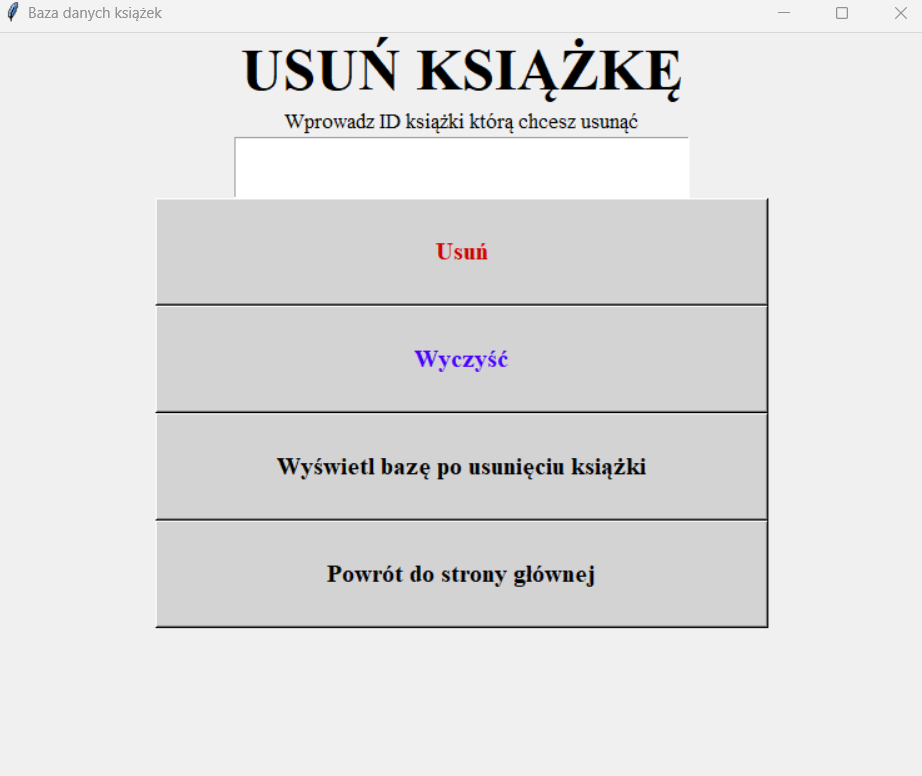 Baza danych książek
USUŃ KSIĄŻKĘ
Wprowadz ID książki którą chcesz usunąć
Usuń
Wyczyść
Wyświetl bazę po usunięciu książki
Powrót do strony głównej